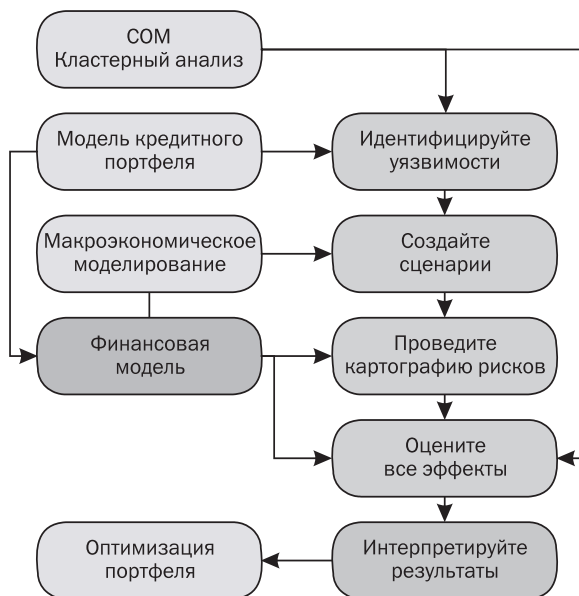 СОМ
Кластерный анализ
Модель кредитного
портфеля
Идентифицируйте
уязвимости
Макроэкономическое
моделирование
Создайте
сценарии
Финансовая
модель
Проведите
картографию рисков
Оцените
все эффекты
Оптимизация
портфеля
Интерпретируйте
результаты